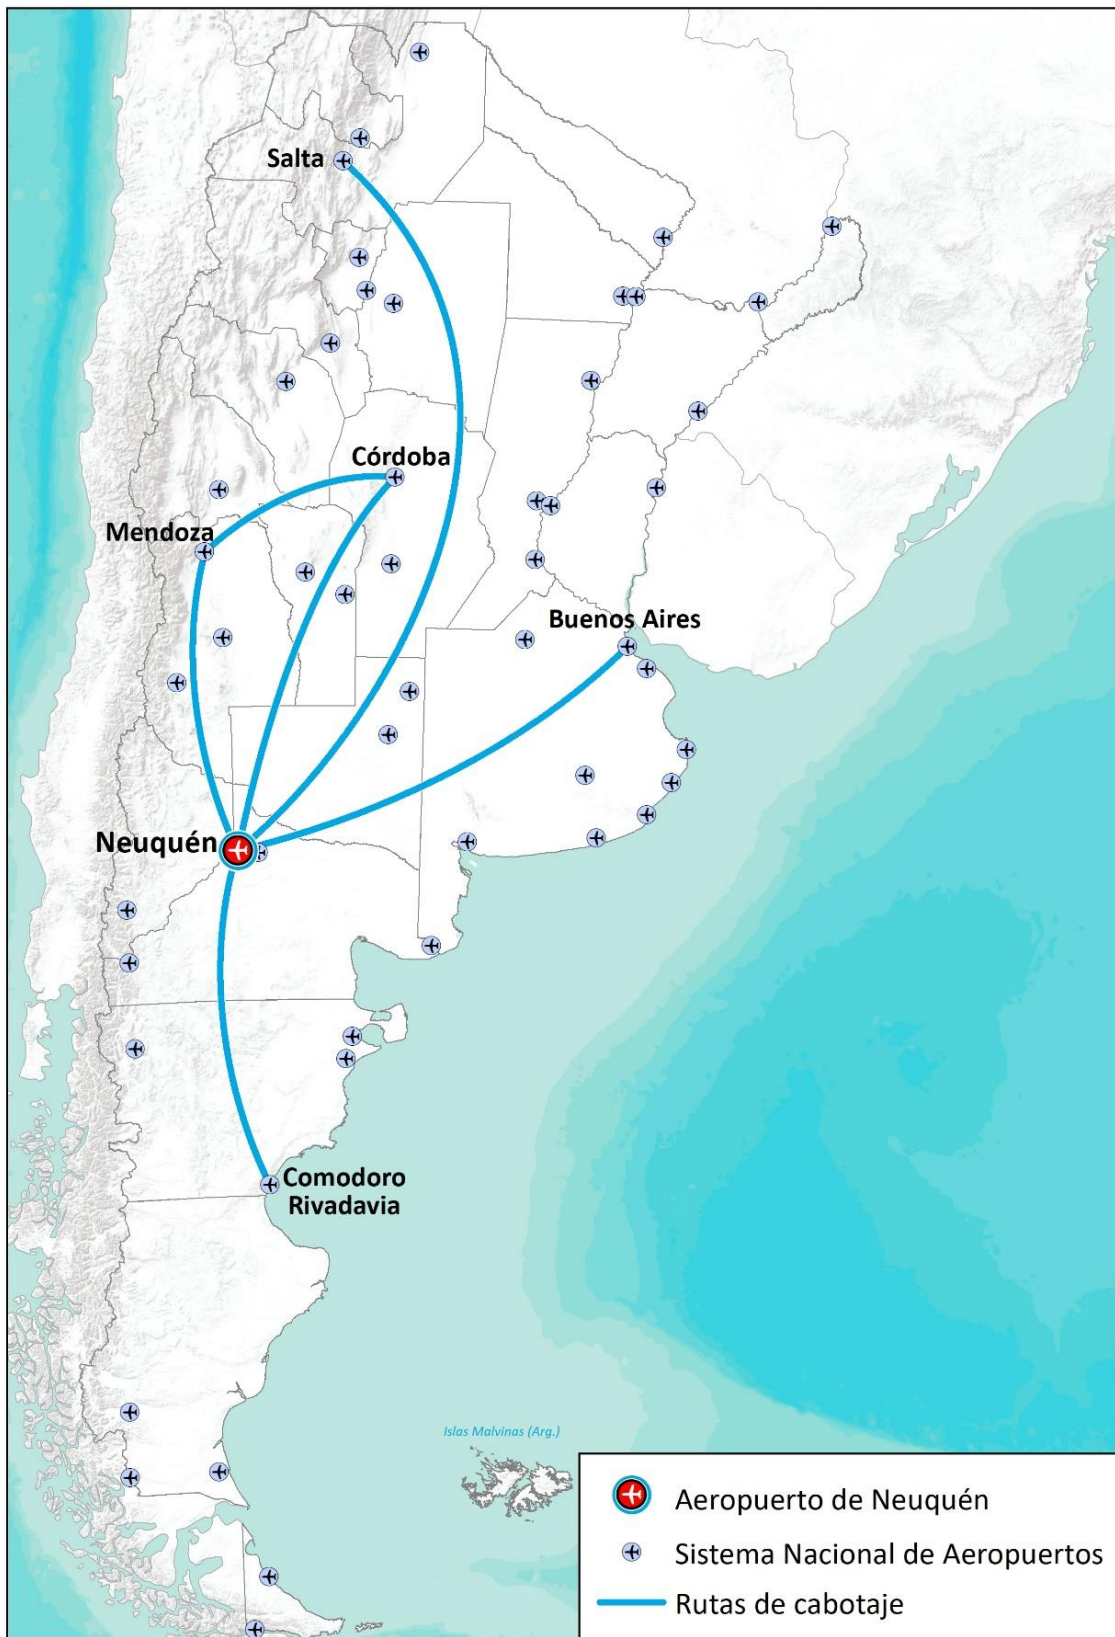 Salta
Córdoba
Mendoza
Buenos Aires
Neuquén
Comodoro
Rivadavia
Islas Malvinas (Arg.)
Aeropuerto de Neuquén
Sistema Nacional de Aeropuertos
Rutas de cabotaje